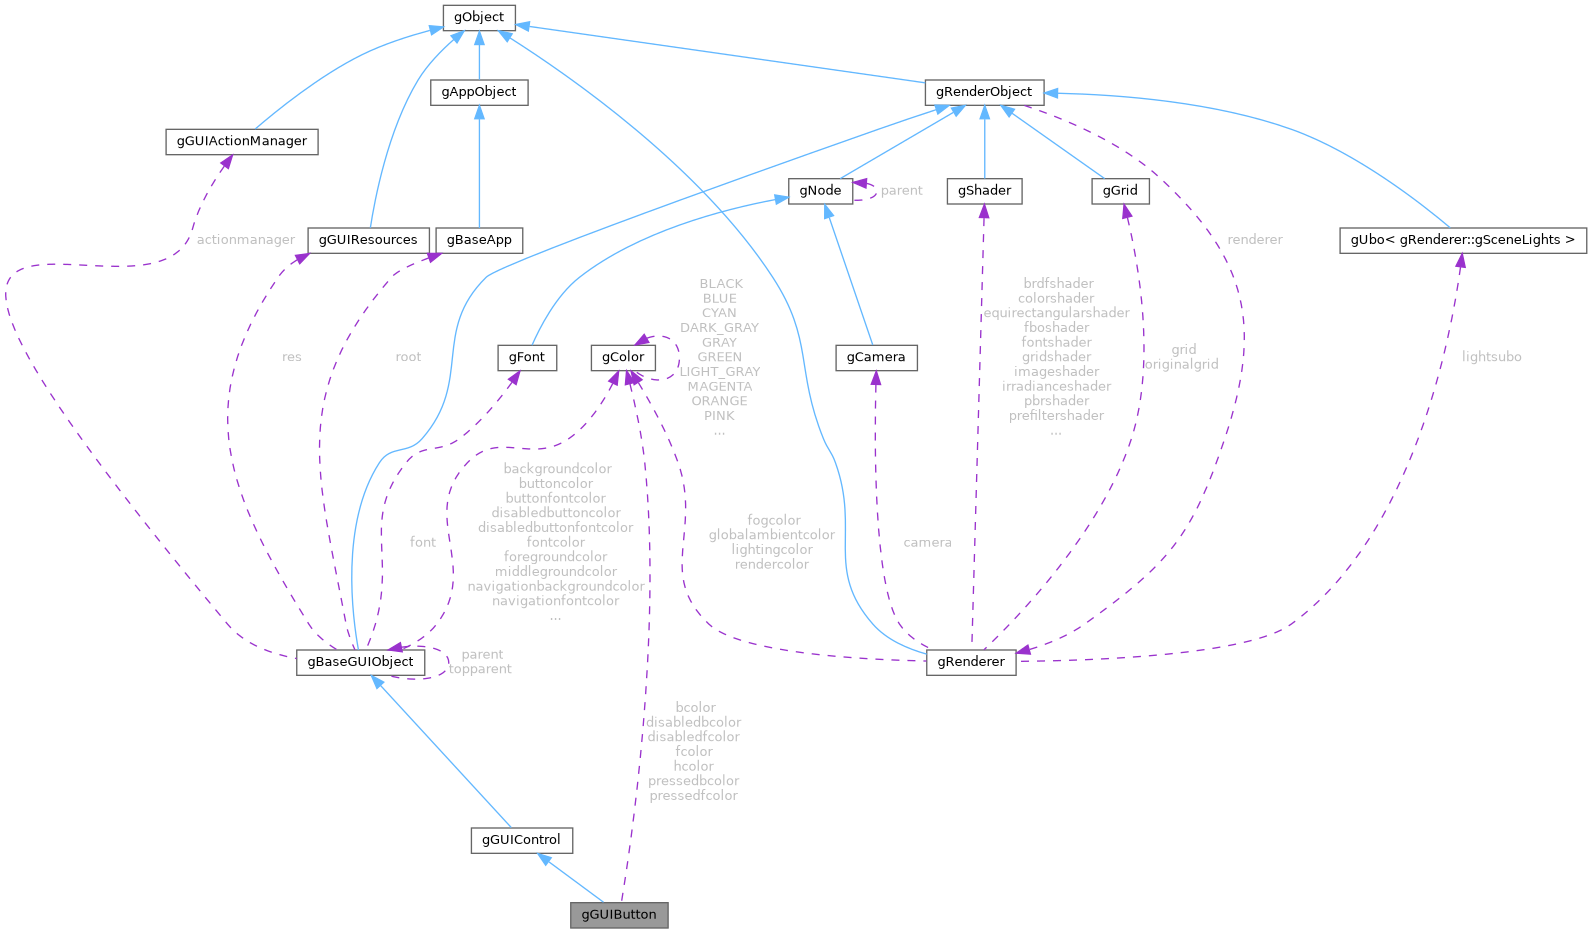 gObject
gAppObject
gRenderObject
gGUIActionManager
gNode
parent
gShader
gGrid
actionmanager
gGUIResources
gBaseApp
renderer
gUbo< gRenderer::gSceneLights >
BLACK
BLUE
CYAN
DARK_GRAY
GRAY
GREEN
LIGHT_GRAY
MAGENTA
ORANGE
PINK
...
brdfshader
colorshader
equirectangularshader
fboshader
fontshader
gridshader
imageshader
irradianceshader
pbrshader
prefiltershader
...
res
root
gFont
gColor
gCamera
grid
originalgrid
lightsubo
backgroundcolor
buttoncolor
buttonfontcolor
disabledbuttoncolor
disabledbuttonfontcolor
fontcolor
foregroundcolor
middlegroundcolor
navigationbackgroundcolor
navigationfontcolor
...
font
fogcolor
globalambientcolor
lightingcolor
rendercolor
camera
gBaseGUIObject
parent
topparent
gRenderer
bcolor
disabledbcolor
disabledfcolor
fcolor
hcolor
pressedbcolor
pressedfcolor
gGUIControl
gGUIButton